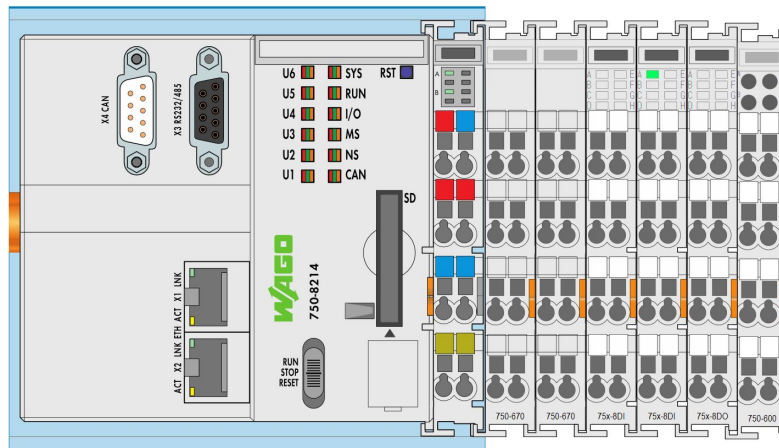 X4 CAN
X3 RS232/485
U6 SYS RST
U5 RUN
U4 I/O
U3 MS
U2 NS
U1 CAN
SD
WAGO
750-8214
RUN
STOP
RESET
ACT X1 LNK
ETH
ACT X2 LNK
A
B
A E
B F
C G
D H
A E
B F
C G
D H
A E
B F
C G
D H
750-670
750-670
75x-8DI
75x-8DI
75x-8DO
750-600